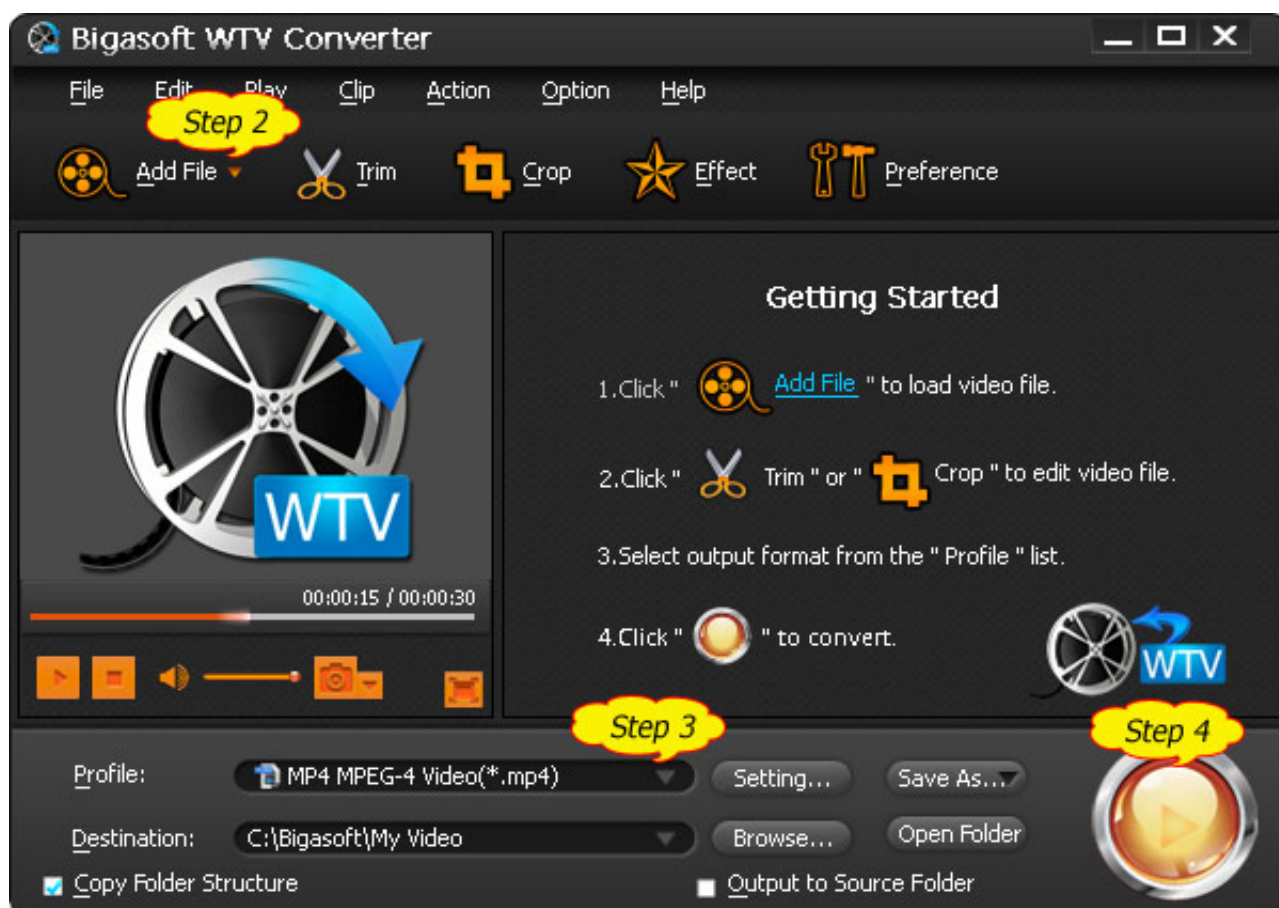 Bigasoft WTV Converter
File Edit Play Clip Action Option Help
Step 2
Add File Trim Crop Effect Preference
Getting Started
1.Click " Add File " to load video file.
2.Click " Trim " or " Crop " to edit video file.
3.Select output format from the " Profile " list.
4.Click " " to convert.
WTV
WTV
00:00:15 / 00:00:30
Step 3
Step 4
Profile: MP4 MPEG-4 Video(*.mp4) Setting... Save As...
Destination: C:\Bigasoft\My Video Browse... Open Folder
Copy Folder Structure Output to Source Folder